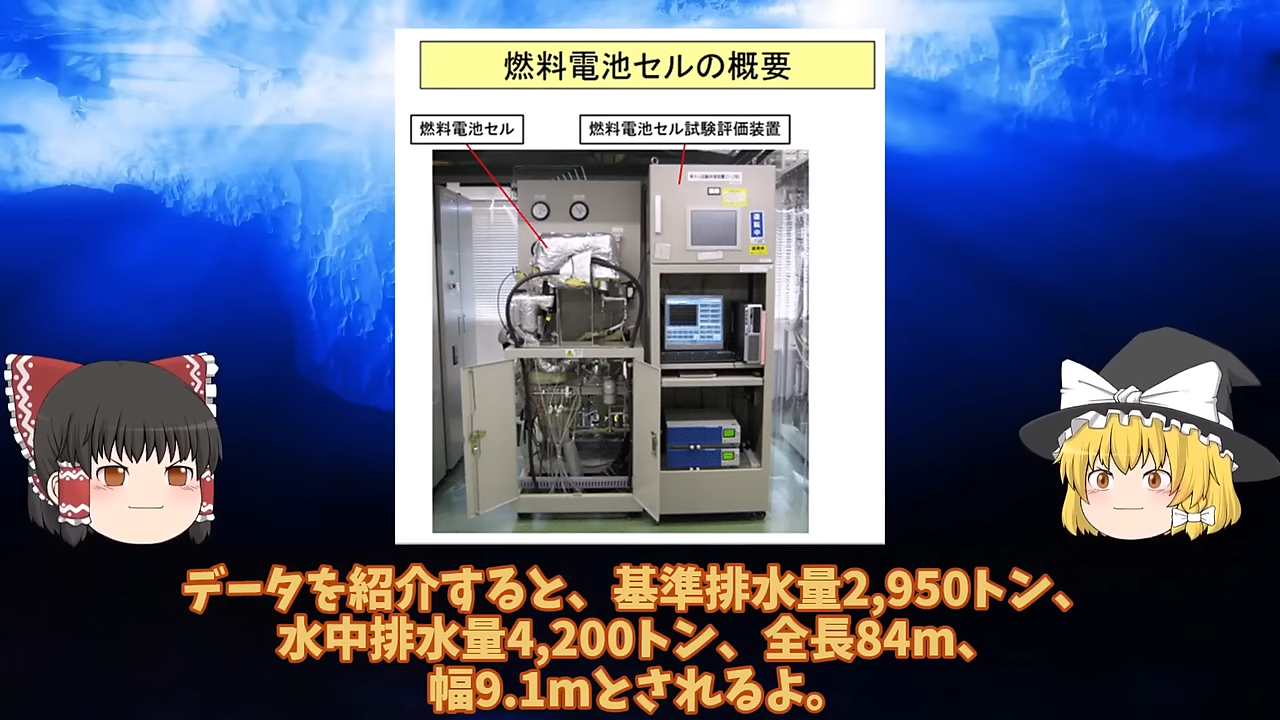 燃料電池セルの概要
燃料電池セル
燃料電池セル試験評価装置
運転中
データを紹介すると、基準排水量2,950トン、
水中排水量4,200トン、全長84m、
幅9.1mとされるよ。